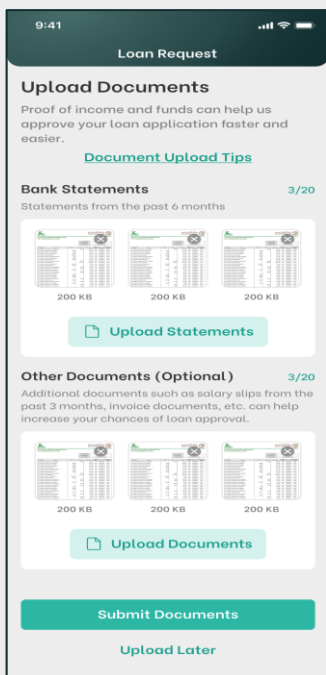 9:41
Loan Request
Upload Documents
Proof of income and funds can help us
approve your loan application faster and
easier.
Document Upload Tips
Bank Statements 3/20
Statements from the past 6 months
200 KB 200 KB 200 KB
Upload Statements
Other Documents (Optional) 3/20
Additional documents such as salary slips from the
past 3 months, invoice documents, etc. can help
increase your chances of loan approval.
200 KB 200 KB 200 KB
Upload Documents
Submit Documents
Upload Later